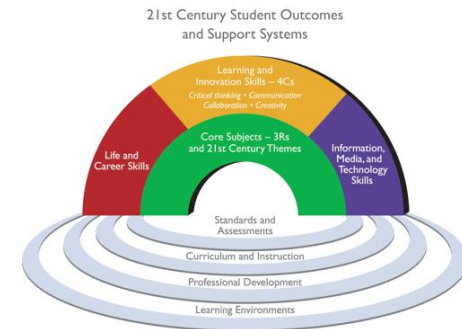 21st Century Student Outcomes
and Support Systems
Learning and
Innovation Skills – 4Cs
Critical thinking • Communication
Collaboration • Creativity
Core Subjects – 3Rs
and 21st Century Themes
Life and
Career Skills
Information,
Media, and
Technology
Skills
Standards and
Assessments
Curriculum and Instruction
Professional Development
Learning Environments